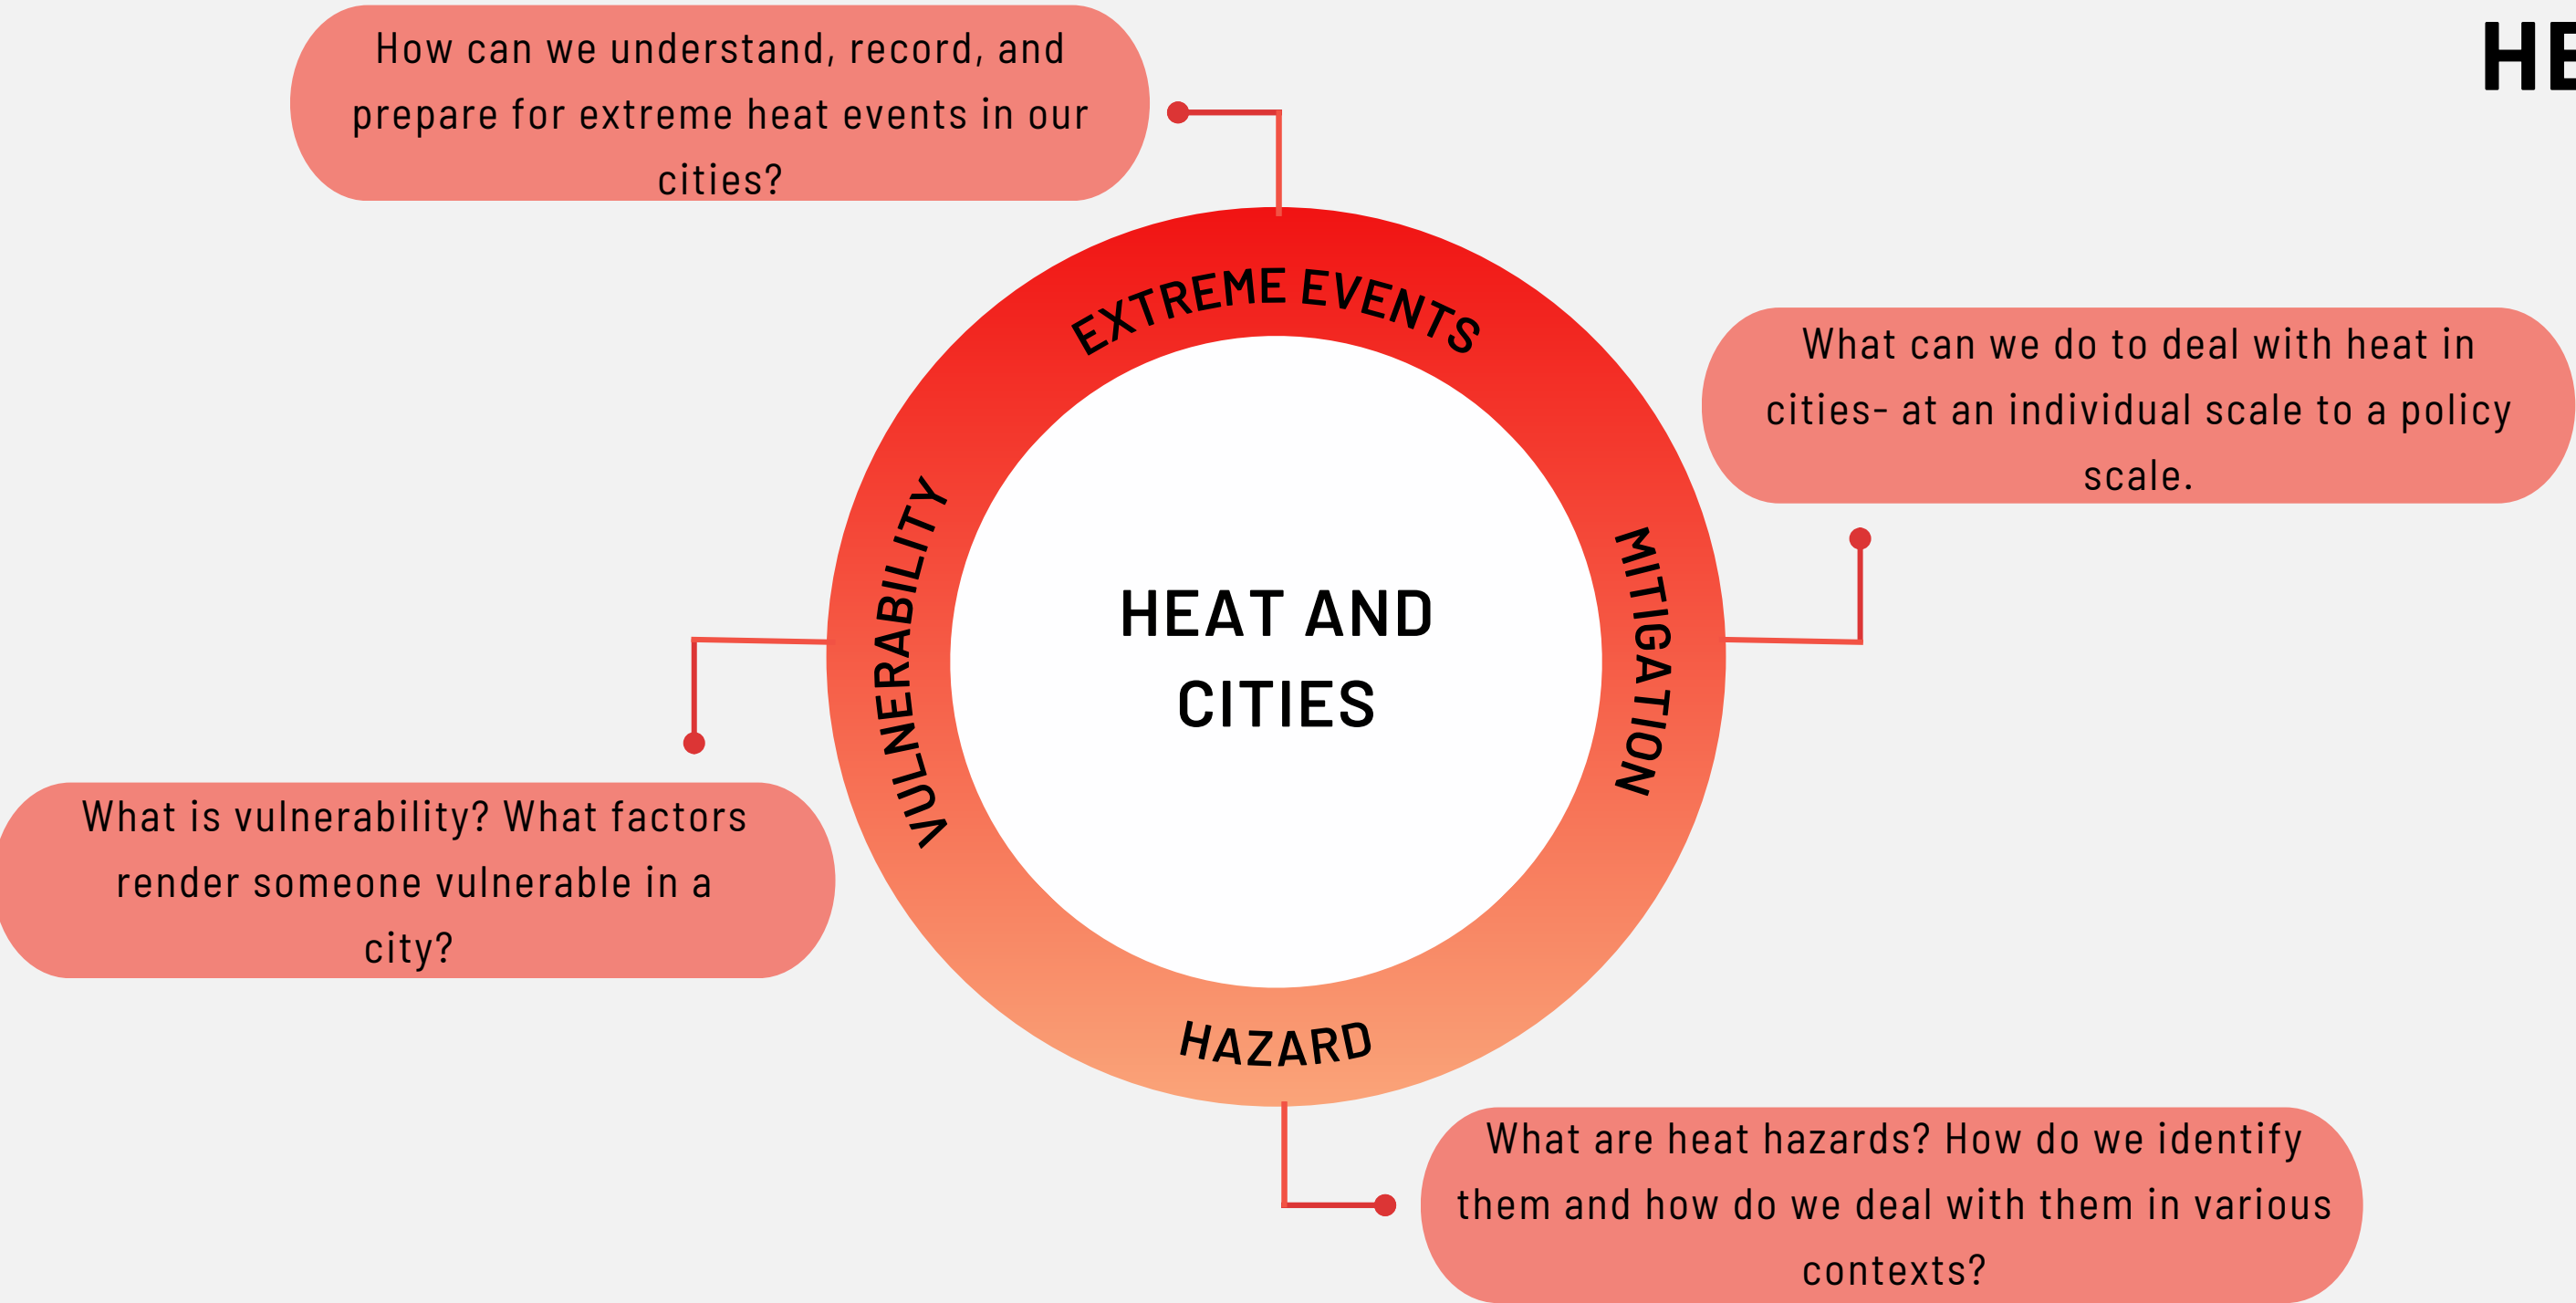 How can we understand, record, and
prepare for extreme heat events in our
cities?
HE
EXTREME EVENTS
What can we do to deal with heat in
cities- at an individual scale to a policy
scale.
VULNERABILITY
HEAT AND
CITIES
MITIGATION
What is vulnerability? What factors
render someone vulnerable in a
city?
HAZARD
What are heat hazards? How do we identify
them and how do we deal with them in various
contexts?